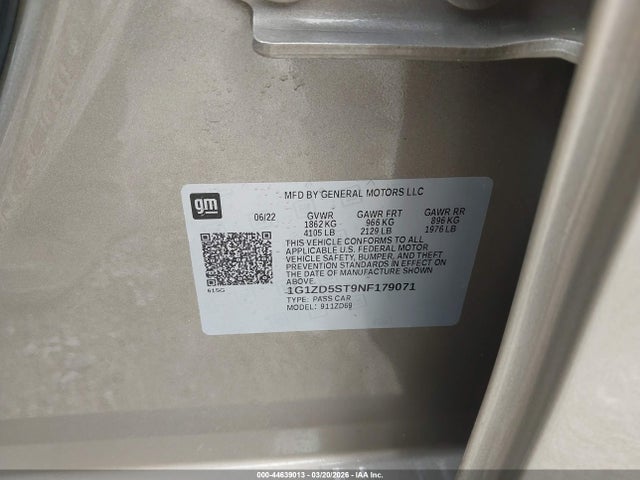 gm
MFD BY GENERAL MOTORS LLC
06/22 GVWR GAWR FRT GAWR RR
1862 KG 966 KG 896 KG
4105 LB 2129 LB 1976 LB
THIS VEHICLE CONFORMS TO ALL
APPLICABLE U.S. FEDERAL MOTOR
VEHICLE SAFETY, BUMPER, AND THEFT
PREVENTION STANDARDS IN EFFECT ON
THE DATE OF MANUFACTURE SHOWN
ABOVE.
615G
1G1ZD5ST9NF179071
TYPE: PASS CAR
MODEL: 911ZD69
000-44639013 — 03/20/2026 — IAA Inc.